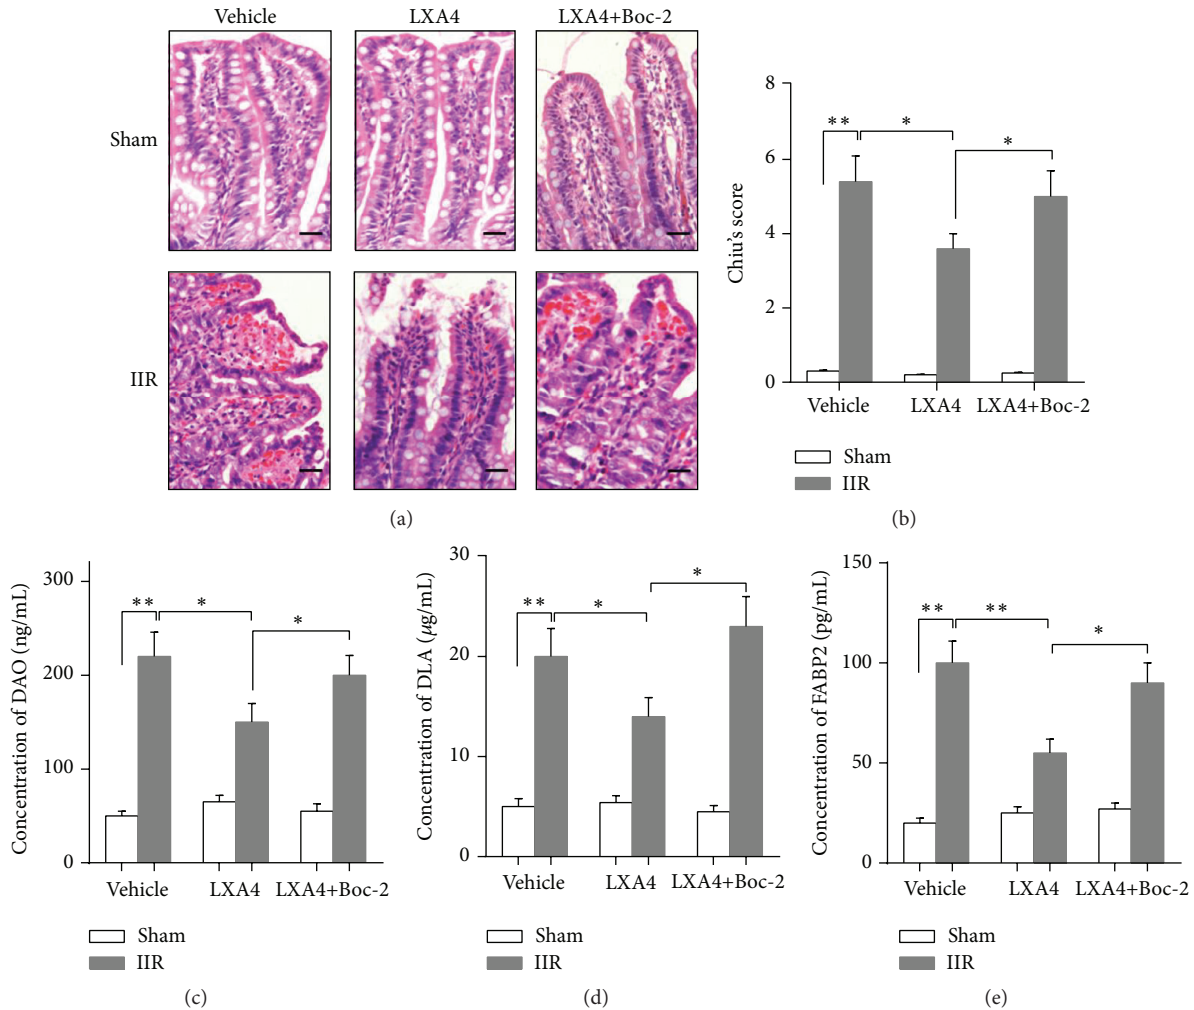 Vehicle LXA4 LXA4+Boc-2
Sham
IIR
(a)
Chiu's score
8
6
4
2
0
** * *
Vehicle LXA4 LXA4+Boc-2
Sham
IIR
(b)
Concentration of DAO (ng/mL)
300
200
100
0
** * *
Vehicle LXA4 LXA4+Boc-2
Sham
IIR
(c)
Concentration of DLA (μg/mL)
30
20
10
0
** * *
Vehicle LXA4 LXA4+Boc-2
Sham
IIR
(d)
Concentration of FABP2 (pg/mL)
150
100
50
0
** ** *
Vehicle LXA4 LXA4+Boc-2
Sham
IIR
(e)